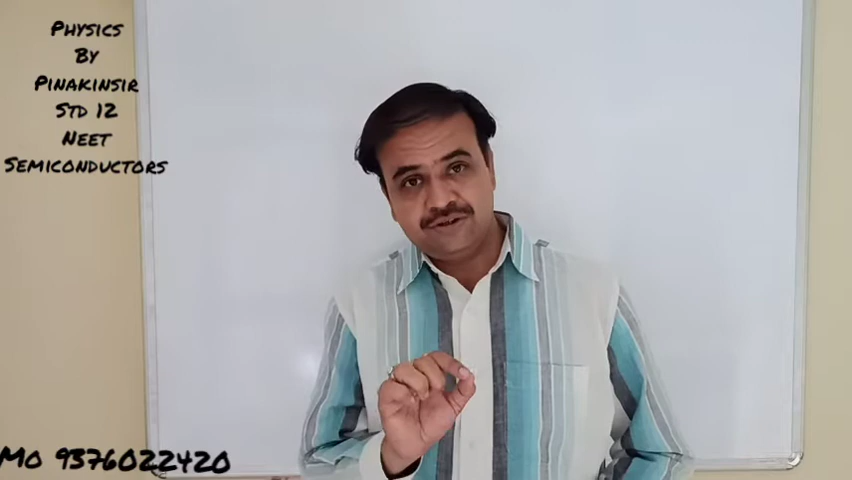 Physics
By
Pinakinsir
Std 12
NEET
Semiconductors
Mo 9376022420